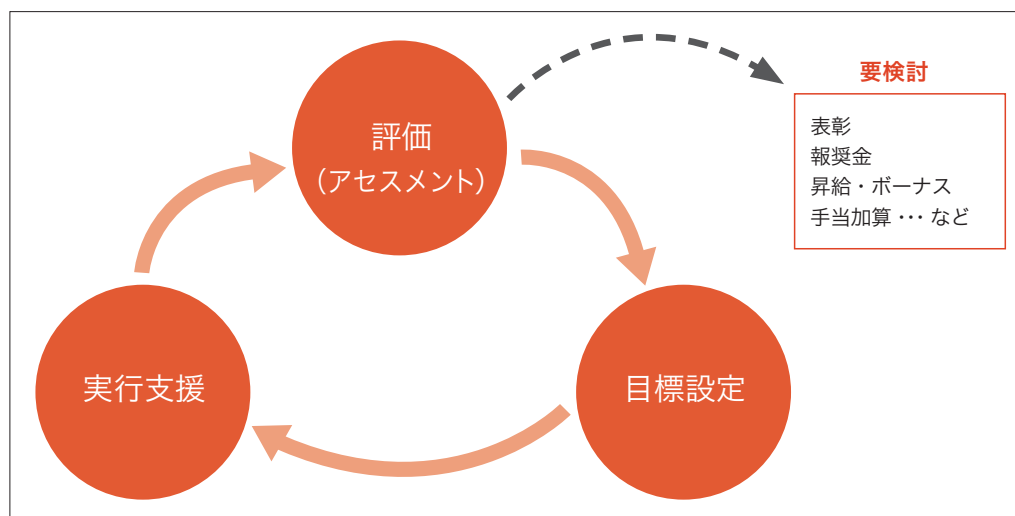 評価
（アセスメント）
要検討
表彰
報奨金
昇給・ボーナス
手当加算 ･･･ など
実行支援
目標設定